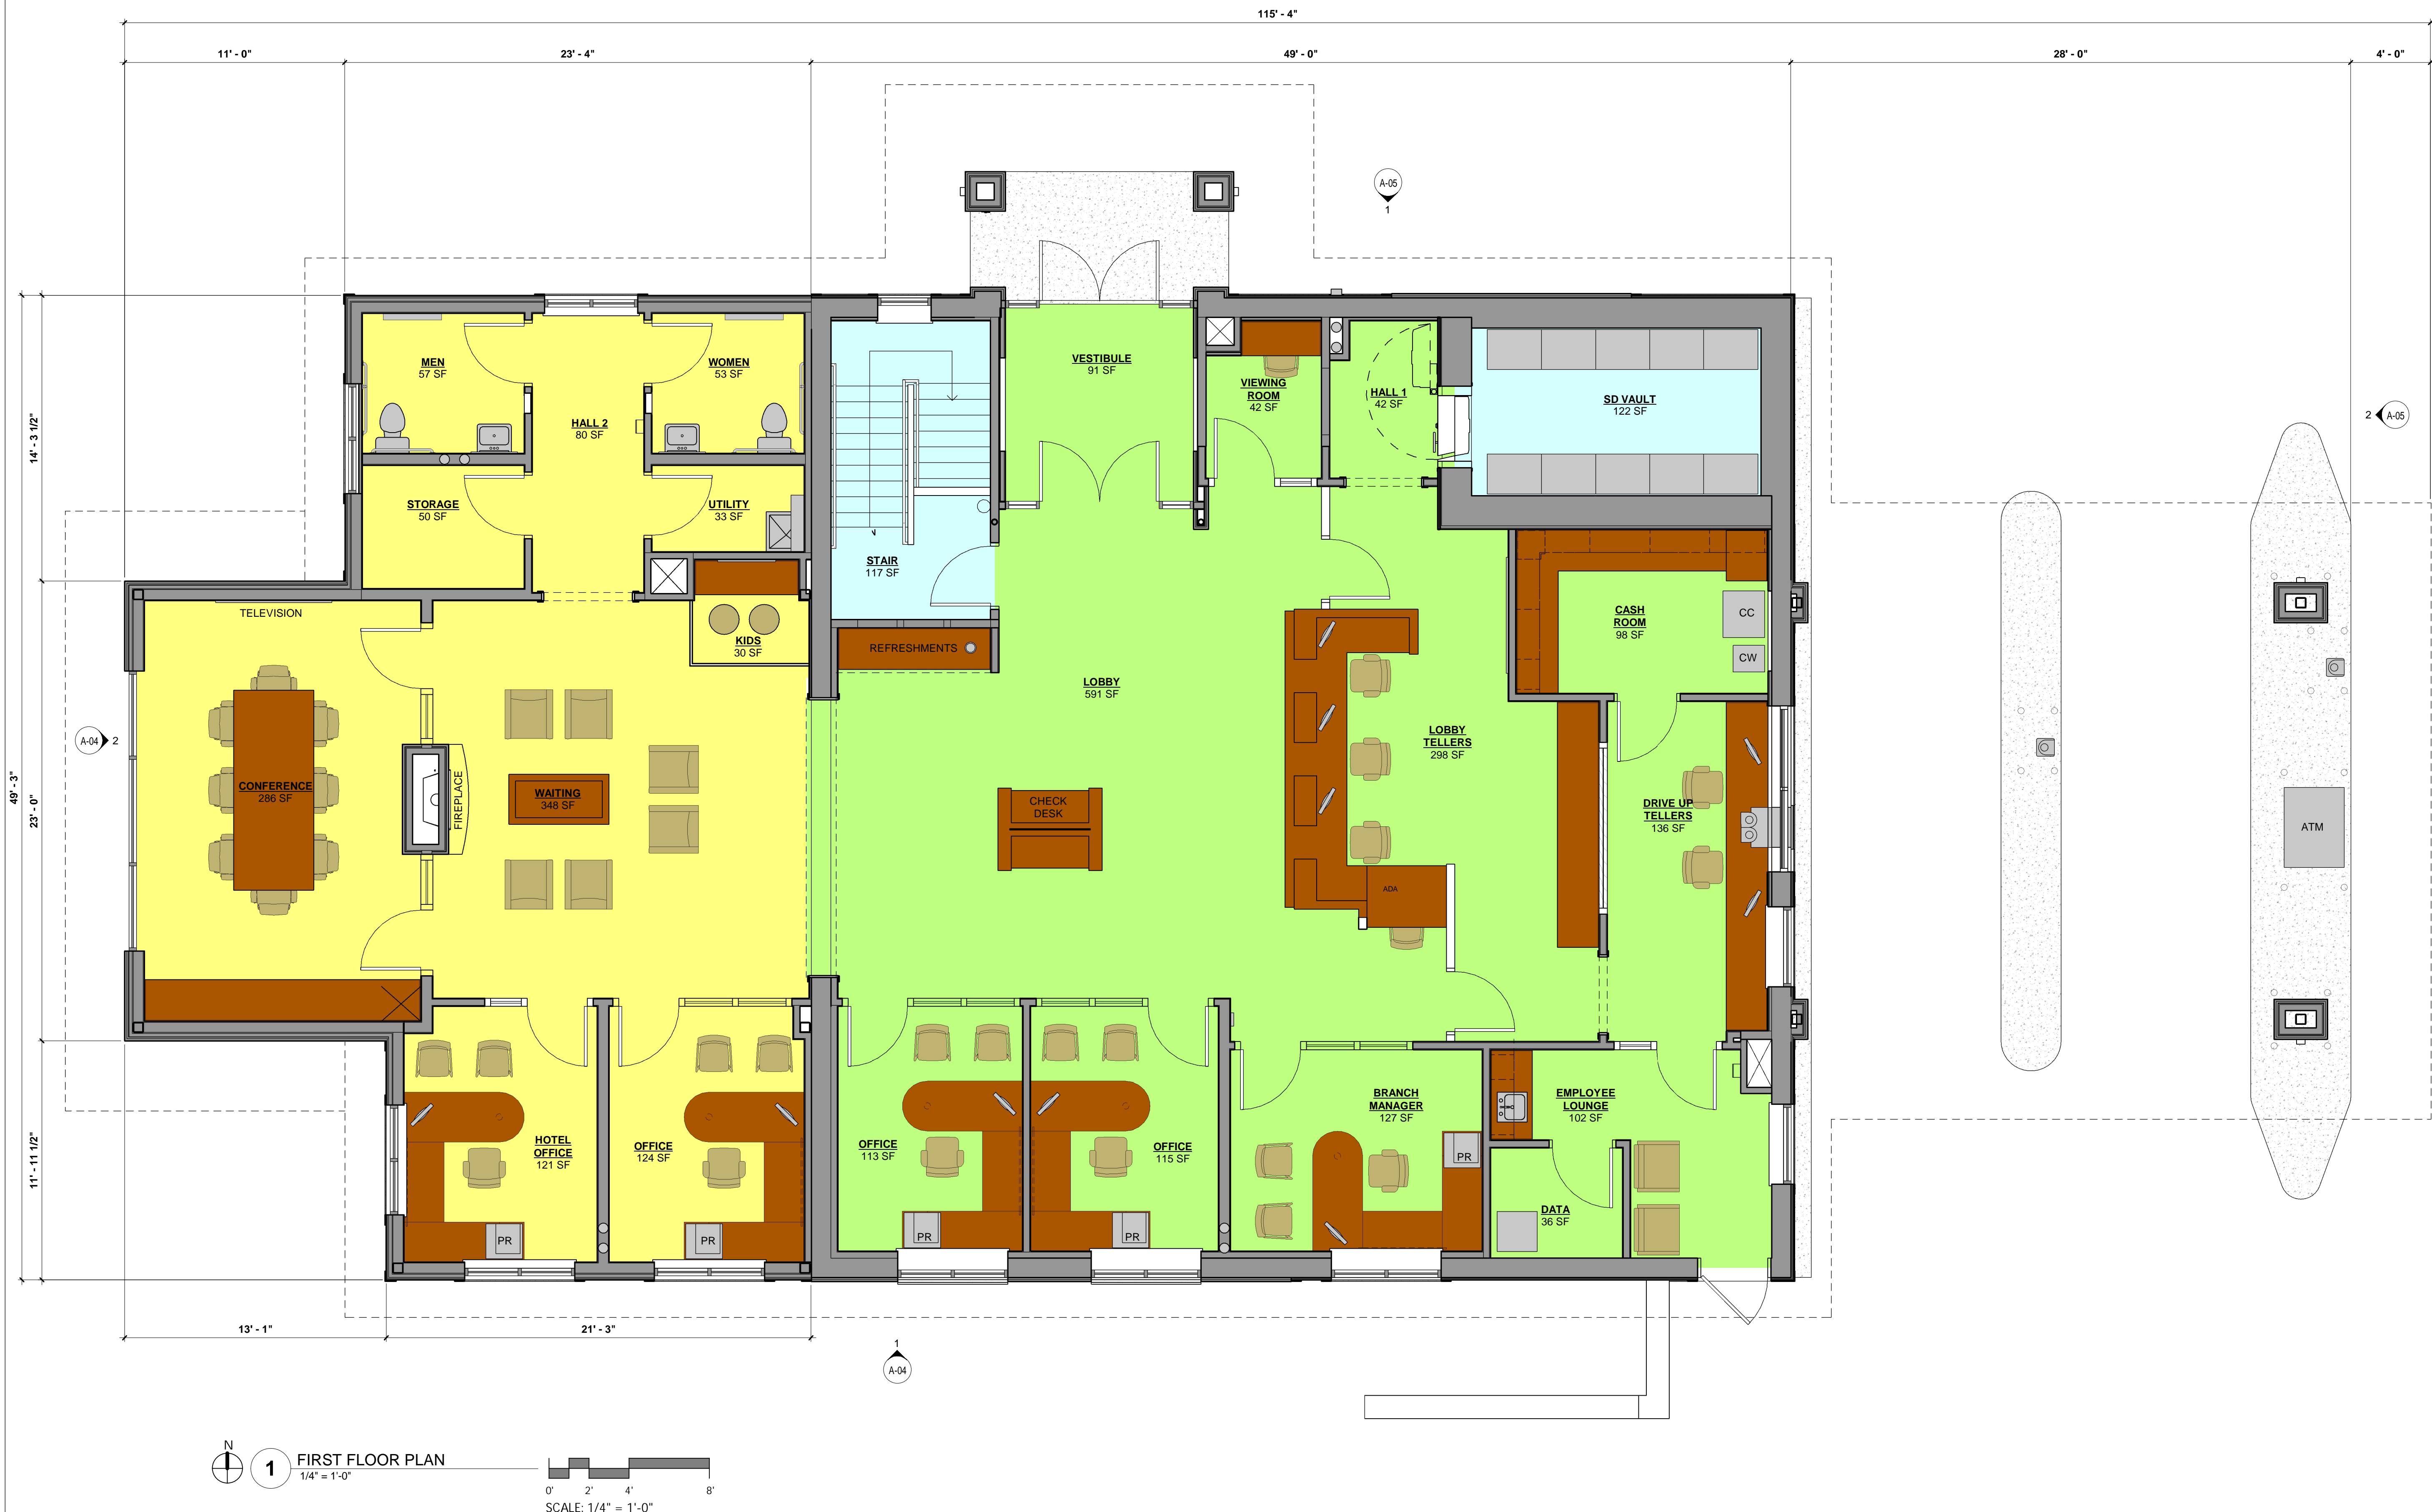 115' - 4"
11' - 0"
23' - 4"
49' - 0"
28' - 0"
4' - 0"
A-05
1
MEN
57 SF
WOMEN
53 SF
HALL 2
80 SF
STORAGE
50 SF
UTILITY
33 SF
STAIR
117 SF
VESTIBULE
91 SF
VIEWING
ROOM
42 SF
HALL 1
42 SF
SD VAULT
122 SF
2
A-05
14' - 3 1/2"
49' - 3"
23' - 0"
11' - 11 1/2"
TELEVISION
KIDS
30 SF
REFRESHMENTS
LOBBY
591 SF
CASH
ROOM
98 SF
CC
CW
A-04
2
CONFERENCE
286 SF
FIREPLACE
WAITING
348 SF
CHECK
DESK
LOBBY
TELLERS
298 SF
ADA
DRIVE UP
TELLERS
136 SF
ATM
HOTEL
OFFICE
121 SF
PR
OFFICE
124 SF
PR
OFFICE
113 SF
PR
OFFICE
115 SF
PR
BRANCH
MANAGER
127 SF
PR
EMPLOYEE
LOUNGE
102 SF
DATA
36 SF
13' - 1"
21' - 3"
1
A-04
N
1
FIRST FLOOR PLAN
1/4" = 1'-0"
0' 2' 4' 8'
SCALE: 1/4" = 1'-0"